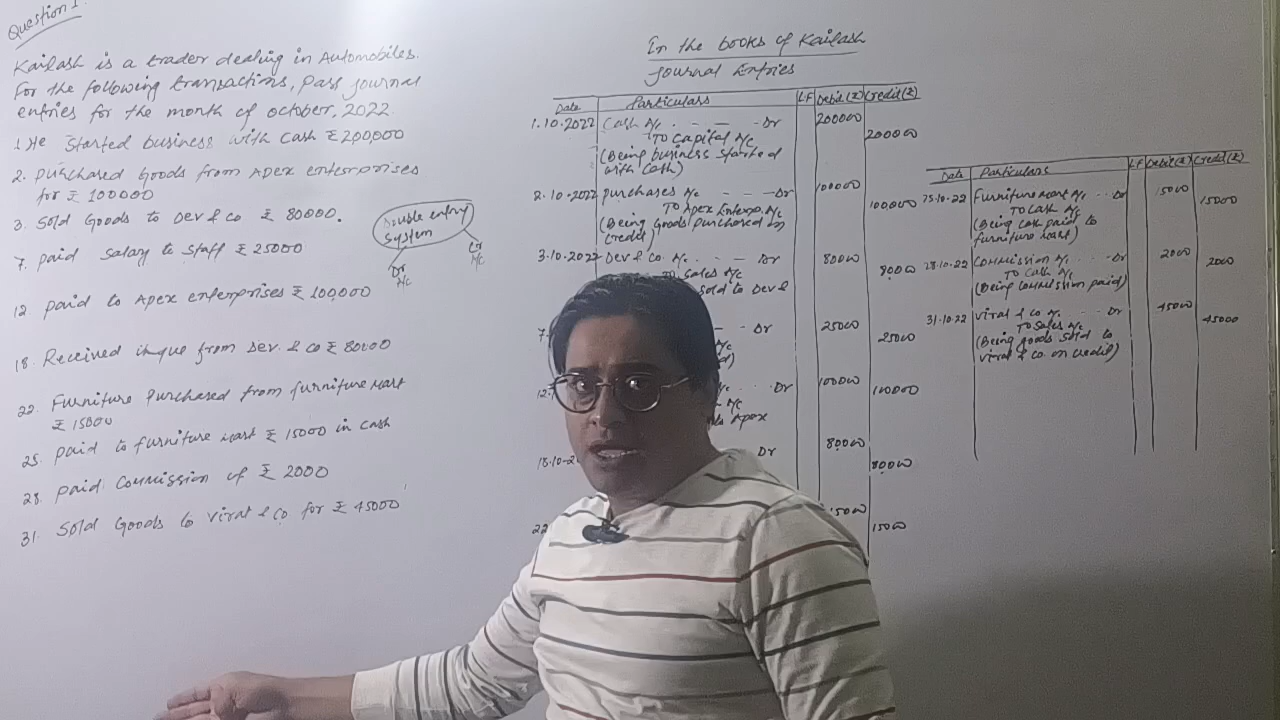 Question 1.
Kailash is a trader dealing in Automobiles.
For the following transactions, Pass journal
entries for the month of october, 2022.
1. He started business with Cash ₹ 200,000
2. purchased Goods from Apex enterprises
for ₹ 100000
3. Sold Goods to Dev & co ₹ 80000.
7. paid Salary to Staff ₹ 25000
12. paid to Apex enterprises ₹ 100,000
18. Received cheque from Dev. & co ₹ 80000
22. Furniture Purchased from furniture Mart
₹ 15000
25. paid to furniture Mart ₹ 15000 in cash
28. paid Commission of ₹ 2000
31. Sold Goods to Viral & Co for ₹ 45000
Double entry
System
Dr
A/c
Cr
A/c
In the books of Kailash
Journal Entries
Date Particulars LF Debit(₹) Credit(₹)
1.10.2022 Cash A/c . - - - Dr 200000
To Capital A/c 200000
(Being business started
with Cash)
2.10-2022 purchases A/c - - - Dr 100000
To Apex Enterp. A/c 100000
(Being Goods purchased on
credit)
3.10.2022 Dev & co. A/c. - - Dr 80000
To sales A/c 80000
sold to Dev &
7. - Dr 25000
25000
12. Dr 100000
A/c 100000
Apex
18.10-2 Dr 80000
80000
22 15000
15000
Date Particulars LF Debit(₹) Credit(₹)
25.10.22 Furniture Mart A/c . . Dr 15000
To Cash A/c 15000
(Being Cash paid to
furniture Mart)
28.10.22 Commission A/c . . Dr 2000
To Cash A/c 2000
(Being Commission paid)
31.10.22 Viral & Co A/c. . . Dr 45000
To Sales A/c 45000
(Being goods sold to
Viral & Co. on credit)